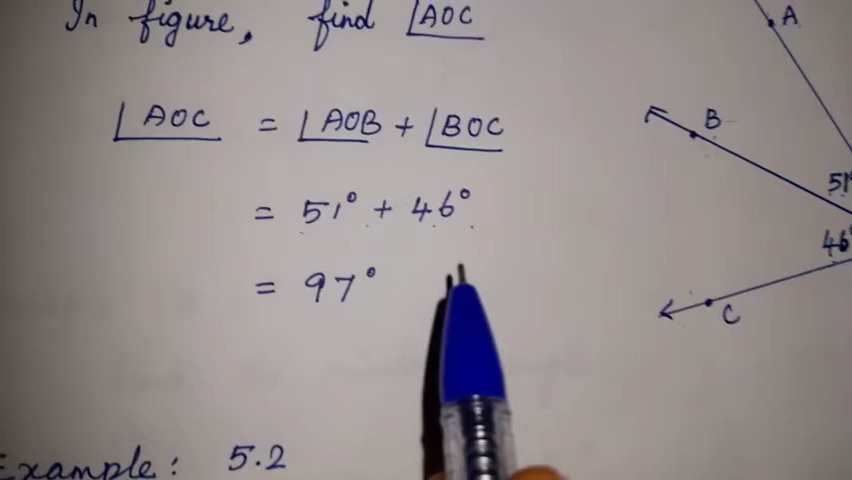 In figure, find ∠AOC
∠AOC = ∠AOB + ∠BOC
= 51° + 46°
= 97°
A
B
51°
46°
C
Example: 5.2